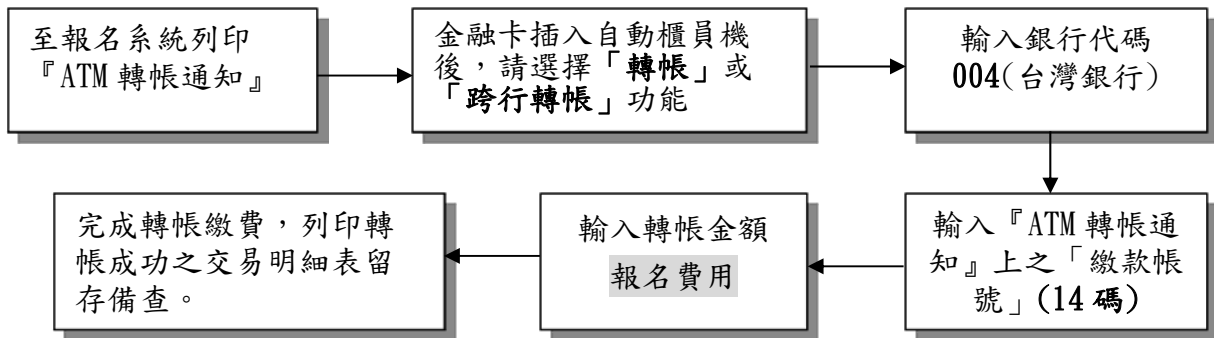 至報名系統列印
『ATM 轉帳通知』
金融卡插入自動櫃員機
後，請選擇「轉帳」或
「跨行轉帳」功能
輸入銀行代碼
004(台灣銀行)
輸入『ATM 轉帳通
知』上之「繳款帳
號」(14 碼)
輸入轉帳金額
報名費用
完成轉帳繳費，列印轉
帳成功之交易明細表留
存備查。